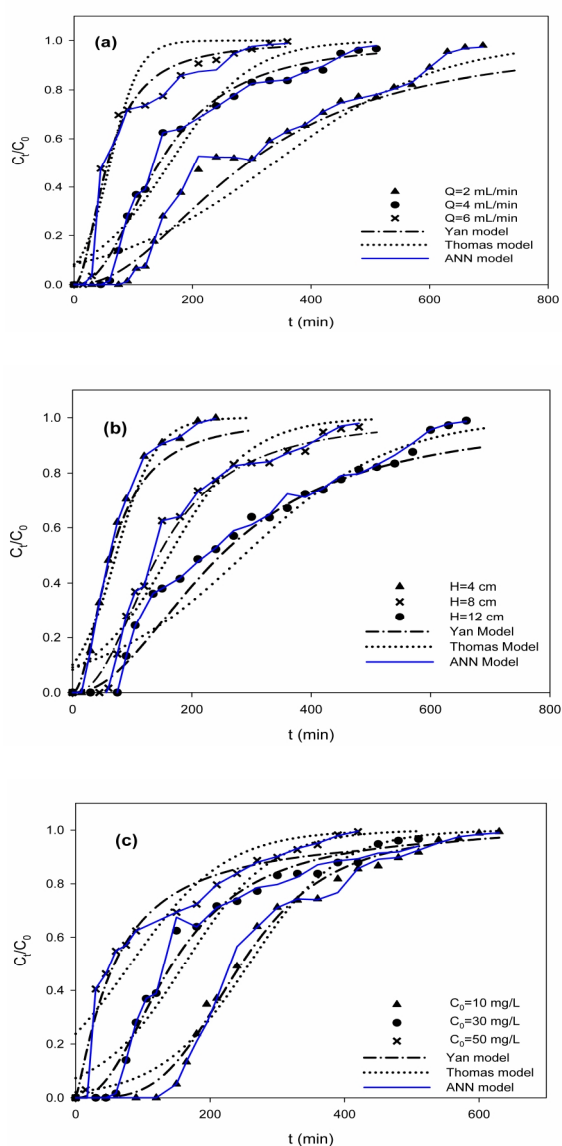 (a)
Cₜ/C₀
1.0
0.8
0.6
0.4
0.2
0.0
Q=2 mL/min
Q=4 mL/min
Q=6 mL/min
Yan model
Thomas model
ANN model
0 200 400 600 800
t (min)
(b)
Cₜ/C₀
1.0
0.8
0.6
0.4
0.2
0.0
H=4 cm
H=8 cm
H=12 cm
Yan Model
Thomas Model
ANN Model
0 200 400 600 800
t (min)
(c)
Cₜ/C₀
1.0
0.8
0.6
0.4
0.2
0.0
C₀=10 mg/L
C₀=30 mg/L
C₀=50 mg/L
Yan model
Thomas model
ANN model
0 200 400 600
t (min)